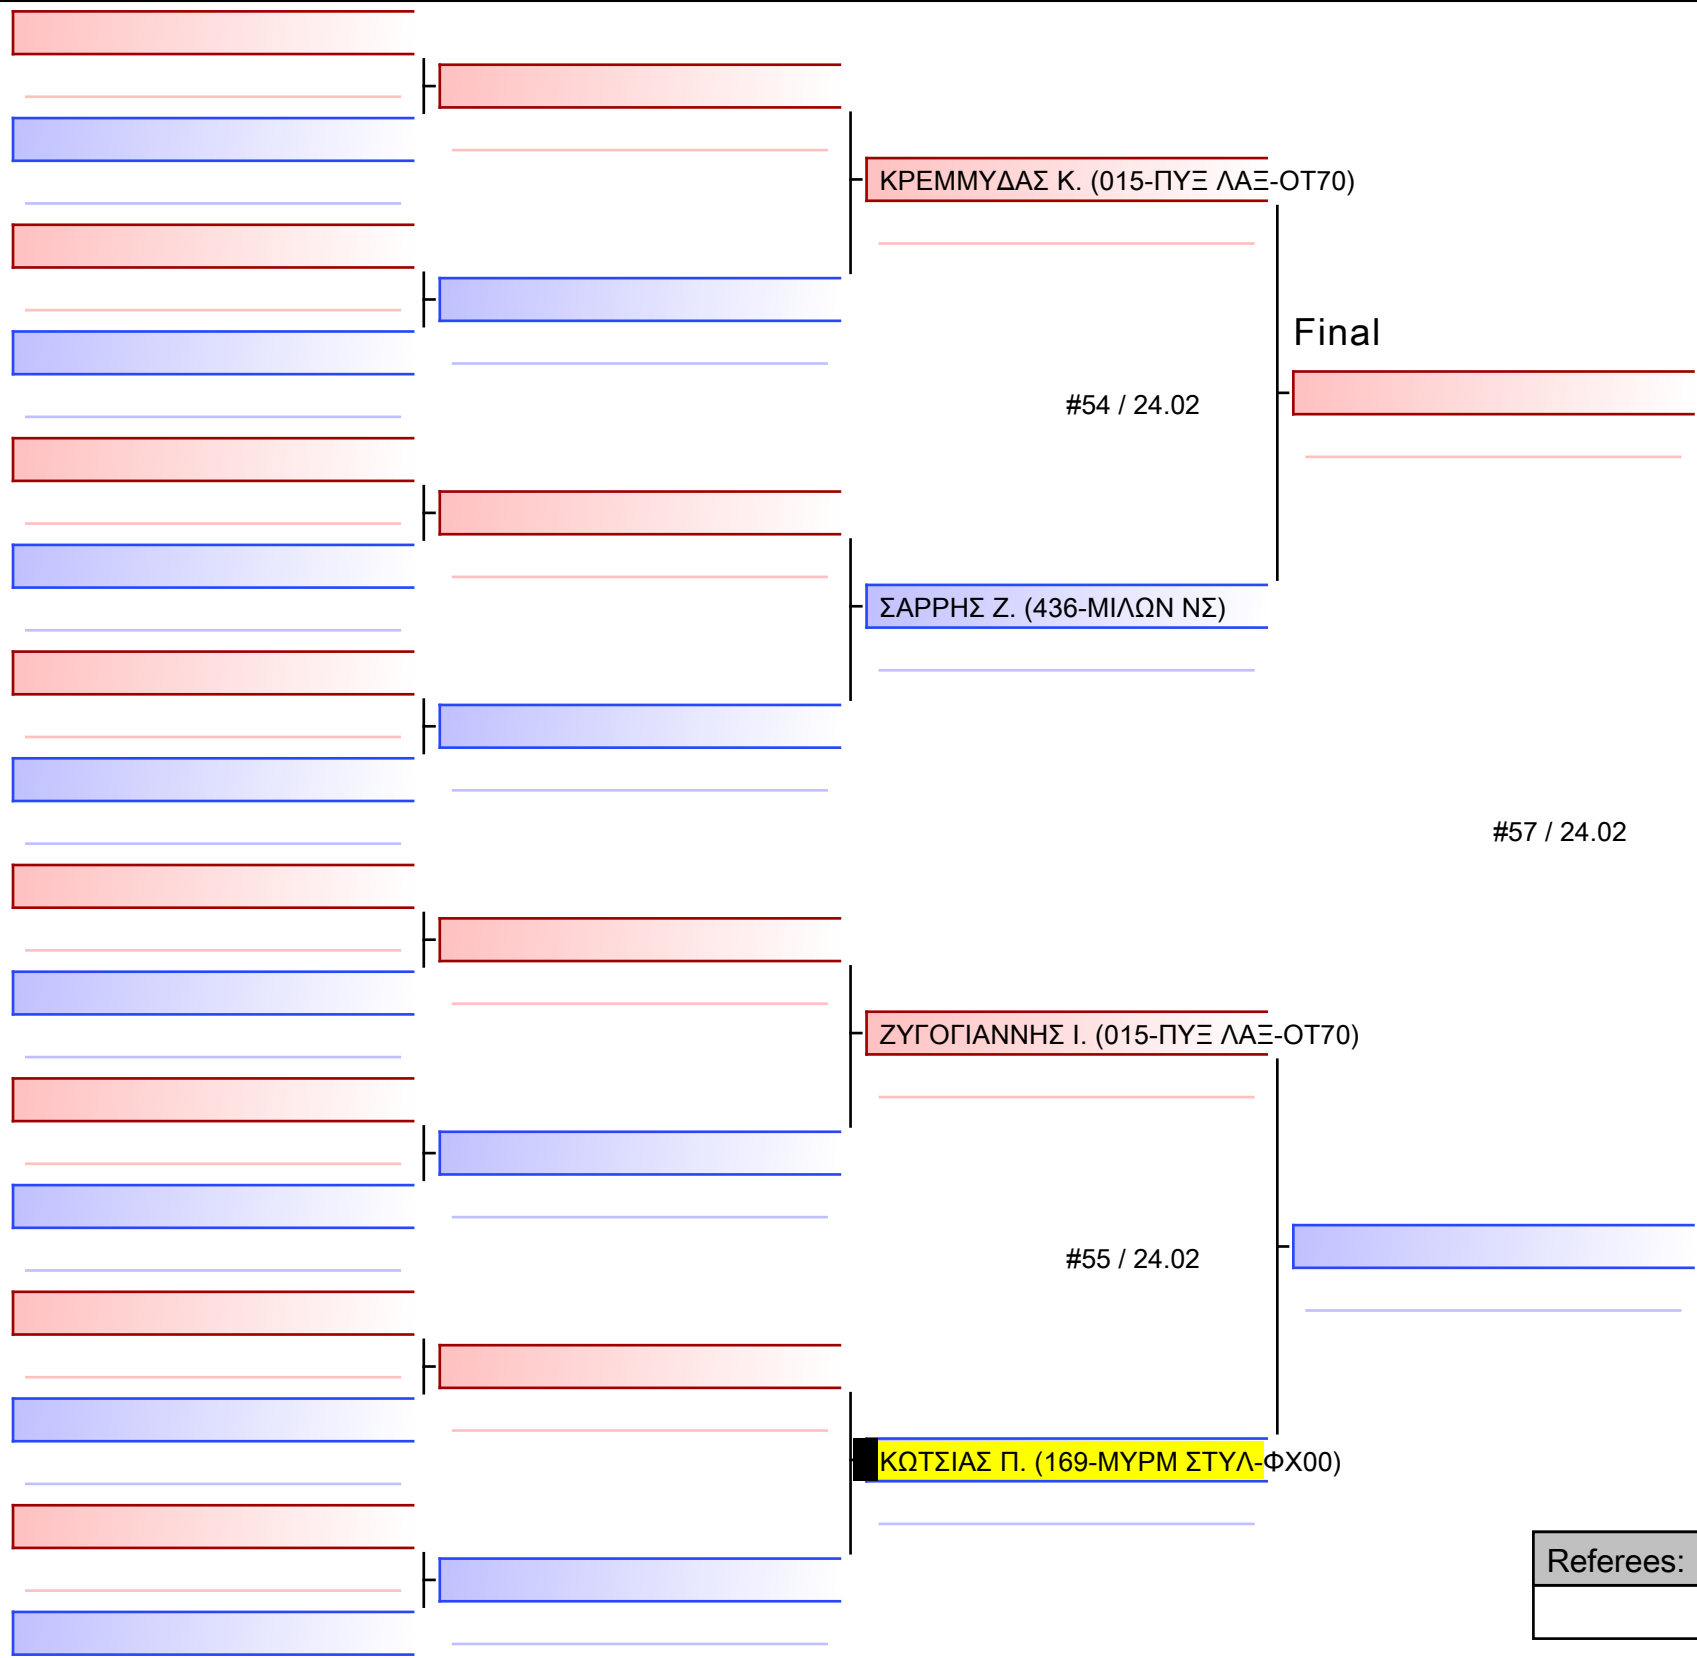 ΚΡΕΜΜΥΔΑΣ Κ. (015-ΠΥΞ ΛΑΞ-ΟΤ70)
Final
#54 / 24.02
ΣΑΡΡΗΣ Ζ. (436-ΜΙΛΩΝ ΝΣ)
#57 / 24.02
ΖΥΓΟΓΙΑΝΝΗΣ Ι. (015-ΠΥΞ ΛΑΞ-ΟΤ70)
#55 / 24.02
ΚΩΤΣΙΑΣ Π. (169-ΜΥΡΜ ΣΤΥΛ-ΦΧ00)
Referees: